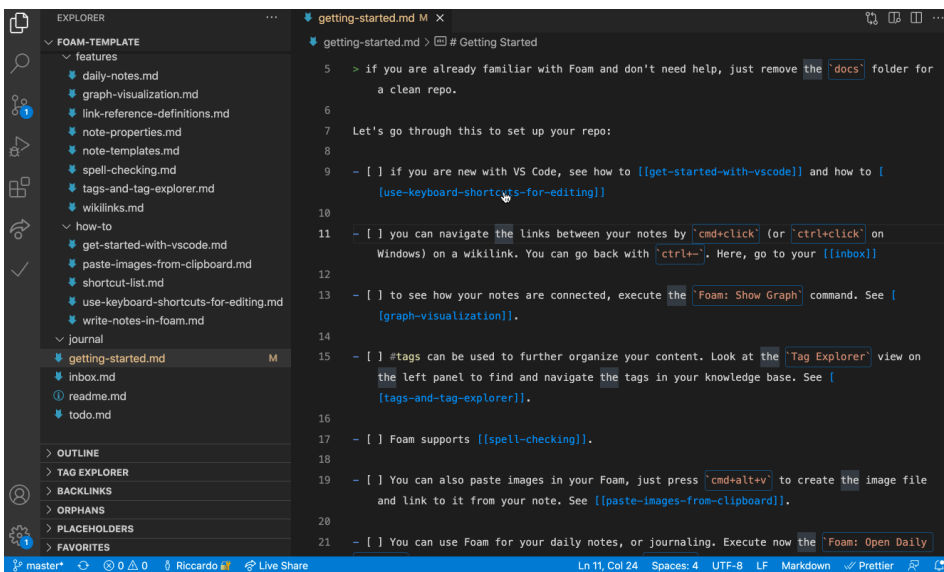 EXPLORER
FOAM-TEMPLATE
features
daily-notes.md
graph-visualization.md
link-reference-definitions.md
note-properties.md
note-templates.md
spell-checking.md
tags-and-tag-explorer.md
wikilinks.md
how-to
get-started-with-vscode.md
paste-images-from-clipboard.md
shortcut-list.md
use-keyboard-shortcuts-for-editing.md
write-notes-in-foam.md
journal
getting-started.md M
inbox.md
readme.md
todo.md
OUTLINE
TAG EXPLORER
BACKLINKS
ORPHANS
PLACEHOLDERS
FAVORITES
1
1
getting-started.md M
getting-started.md > # Getting Started
5 > if you are already familiar with Foam and don't need help, just remove the `docs` folder for
a clean repo.
6
7 Let's go through this to set up your repo:
8
9 - [ ] if you are new with VS Code, see how to [[get-started-with-vscode]] and how to [
[use-keyboard-shortcuts-for-editing]]
10
11 - [ ] you can navigate the links between your notes by `cmd+click` (or `ctrl+click` on
Windows) on a wikilink. You can go back with `ctrl+-`. Here, go to your [[inbox]]
12
13 - [ ] to see how your notes are connected, execute the `Foam: Show Graph` command. See [
[graph-visualization]].
14
15 - [ ] #tags can be used to further organize your content. Look at the `Tag Explorer` view on
the left panel to find and navigate the tags in your knowledge base. See [
[tags-and-tag-explorer]].
16
17 - [ ] Foam supports [[spell-checking]].
18
19 - [ ] You can also paste images in your Foam, just press `cmd+alt+v` to create the image file
and link to it from your note. See [[paste-images-from-clipboard]].
20
21 - [ ] You can use Foam for your daily notes, or journaling. Execute now the `Foam: Open Daily
master* 0 0 Riccardo Live Share Ln 11, Col 24 Spaces: 4 UTF-8 LF Markdown Prettier